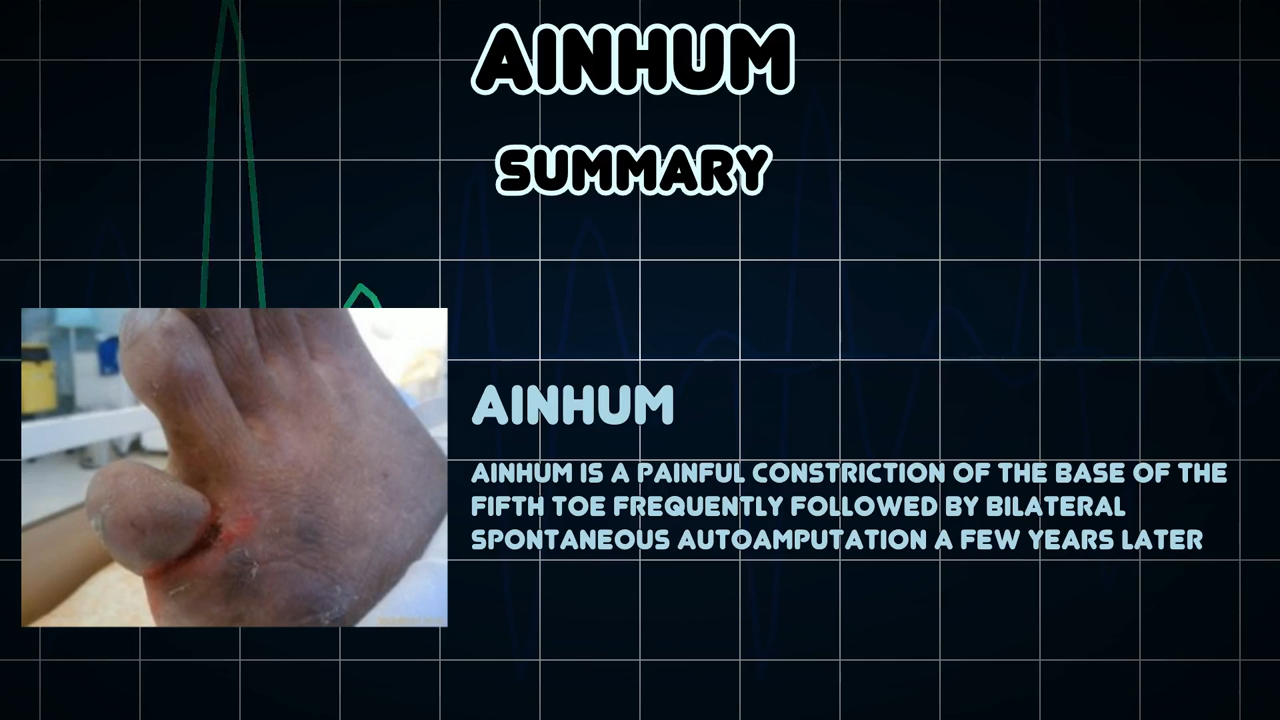 AINHUM
SUMMARY
AINHUM
AINHUM IS A PAINFUL CONSTRICTION OF THE BASE OF THE
FIFTH TOE FREQUENTLY FOLLOWED BY BILATERAL
SPONTANEOUS AUTOAMPUTATION A FEW YEARS LATER